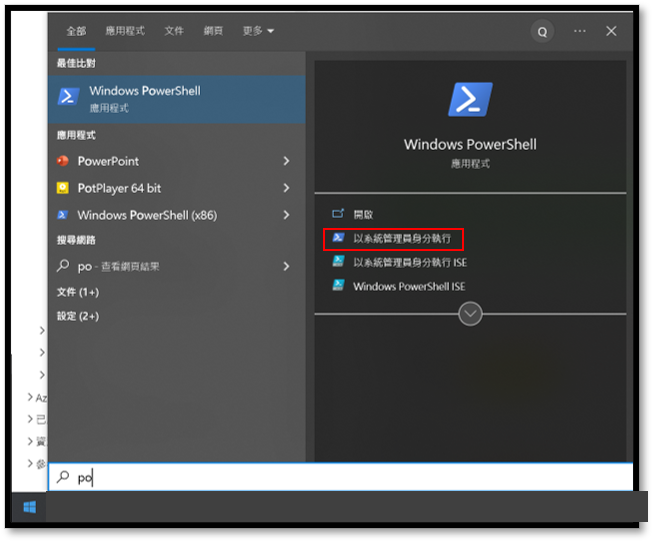 全部 應用程式 文件 網頁 更多 Q
最佳比對
Windows PowerShell
應用程式
應用程式
PowerPoint
PotPlayer 64 bit
Windows PowerShell (x86)
搜尋網路
po - 查看網頁結果
文件 (1+)
設定 (2+)
Windows PowerShell
應用程式
開啟
以系統管理員身分執行
以系統管理員身分執行 ISE
Windows PowerShell ISE
Az
已
資
參
po